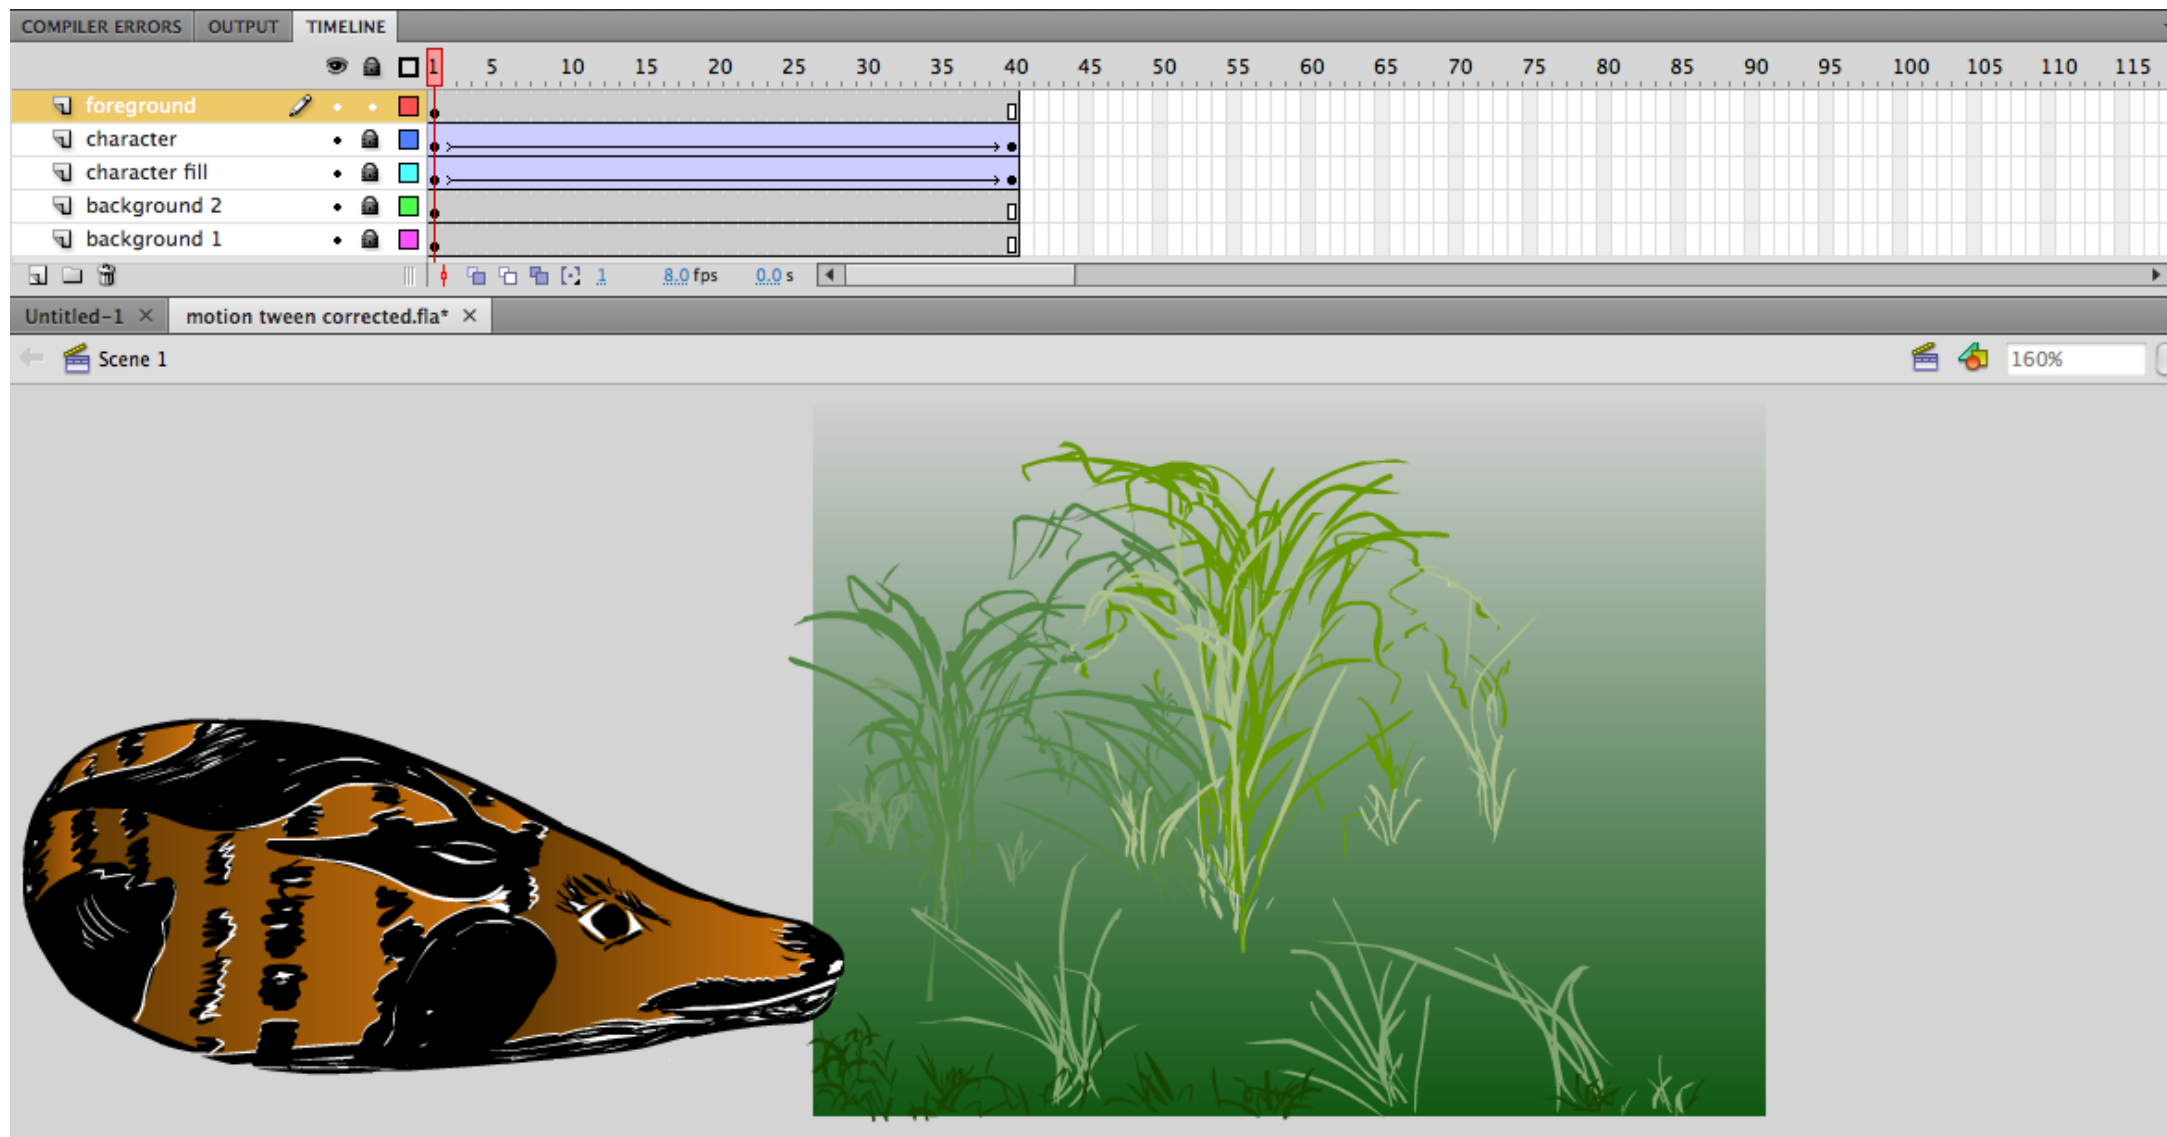 COMPILER ERRORS OUTPUT TIMELINE
1 5 10 15 20 25 30 35 40 45 50 55 60 65 70 75 80 85 90 95 100 105 110 115
foreground
character
character fill
background 2
background 1
1 8.0 fps 0.0 s
Untitled-1 × motion tween corrected.fla* ×
Scene 1 160%